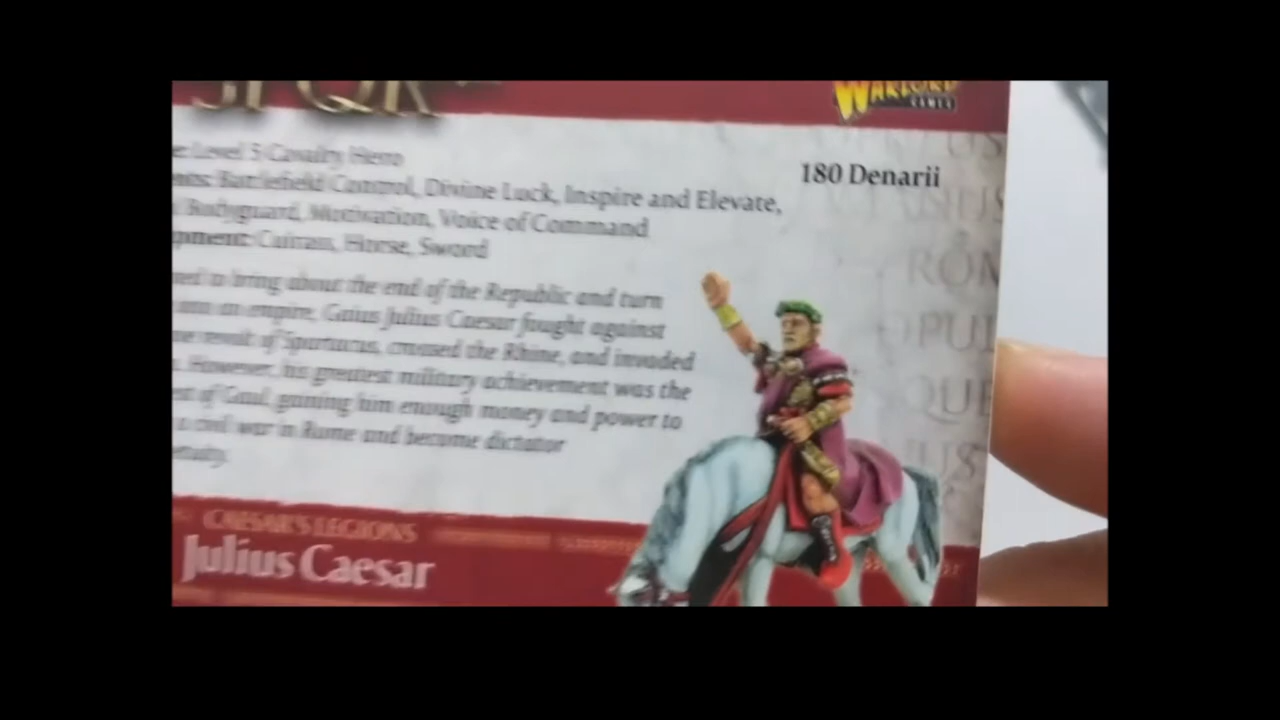 SPQR
WARLORD
GAMES
180 Denarii
Level 5 Cavalry Hero
Battlefield Control, Divine Luck, Inspire and Elevate,
Bodyguard, Motivation, Voice of Command
Cuirass, Horse, Sword
to bring about the end of the Republic and turn
into an empire, Gaius Julius Caesar fought against
revolt of Spartacus, crossed the Rhine, and invaded
However, his greatest military achievement was the
of Gaul, gaining him enough money and power to
a civil war in Rome and become dictator
CAESAR'S LEGIONS
Julius Caesar